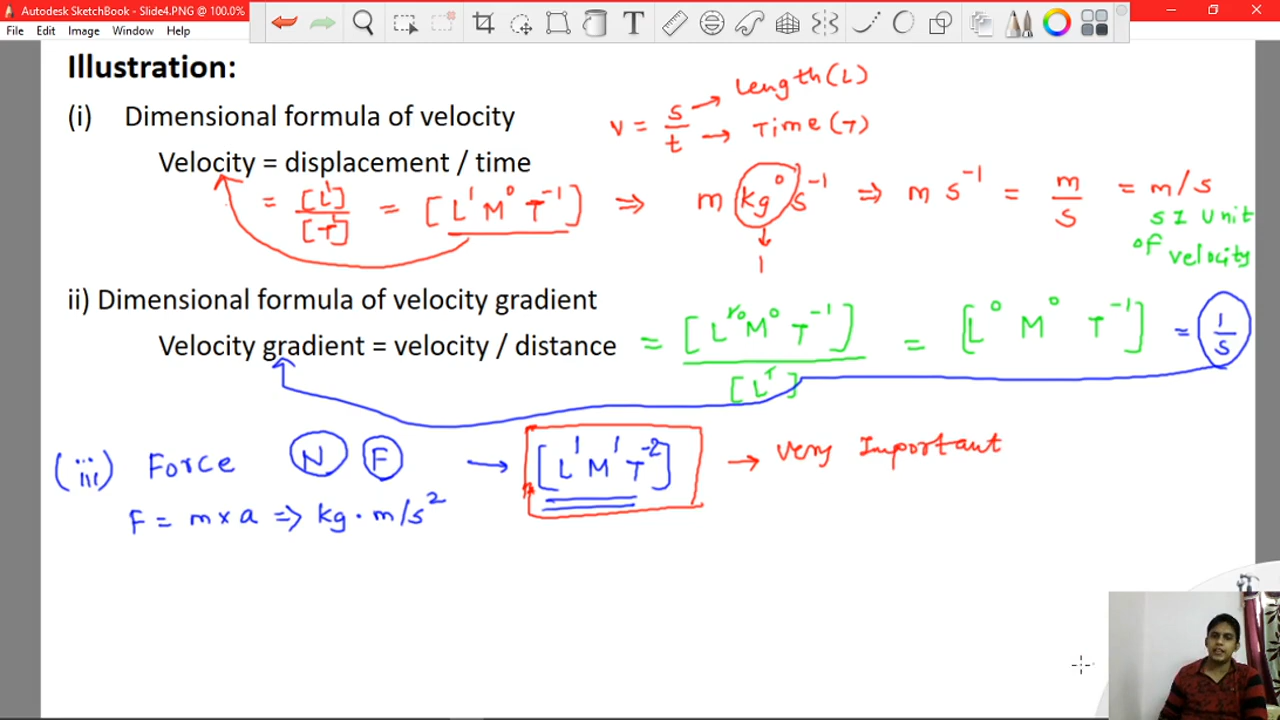 Autodesk SketchBook - Slide4.PNG @ 100.0%
File Edit Image Window Help
Illustration:
(i) Dimensional formula of velocity
v = s/t → Length(L) → Time(T)
Velocity = displacement / time
= [L¹]/[T¹] = [L¹ M⁰ T⁻¹] ⇒ m kg⁰ s⁻¹ ⇒ m s⁻¹ = m/s = m/s
↓ 1
SI Unit
of velocity
ii) Dimensional formula of velocity gradient
Velocity gradient = velocity / distance = [L¹⁰ M⁰ T⁻¹]/[L¹] = [L⁰ M⁰ T⁻¹] = 1/s
(iii) Force N F → [L¹ M¹ T⁻²] → Very Important
F = m x a ⇒ kg · m/s²